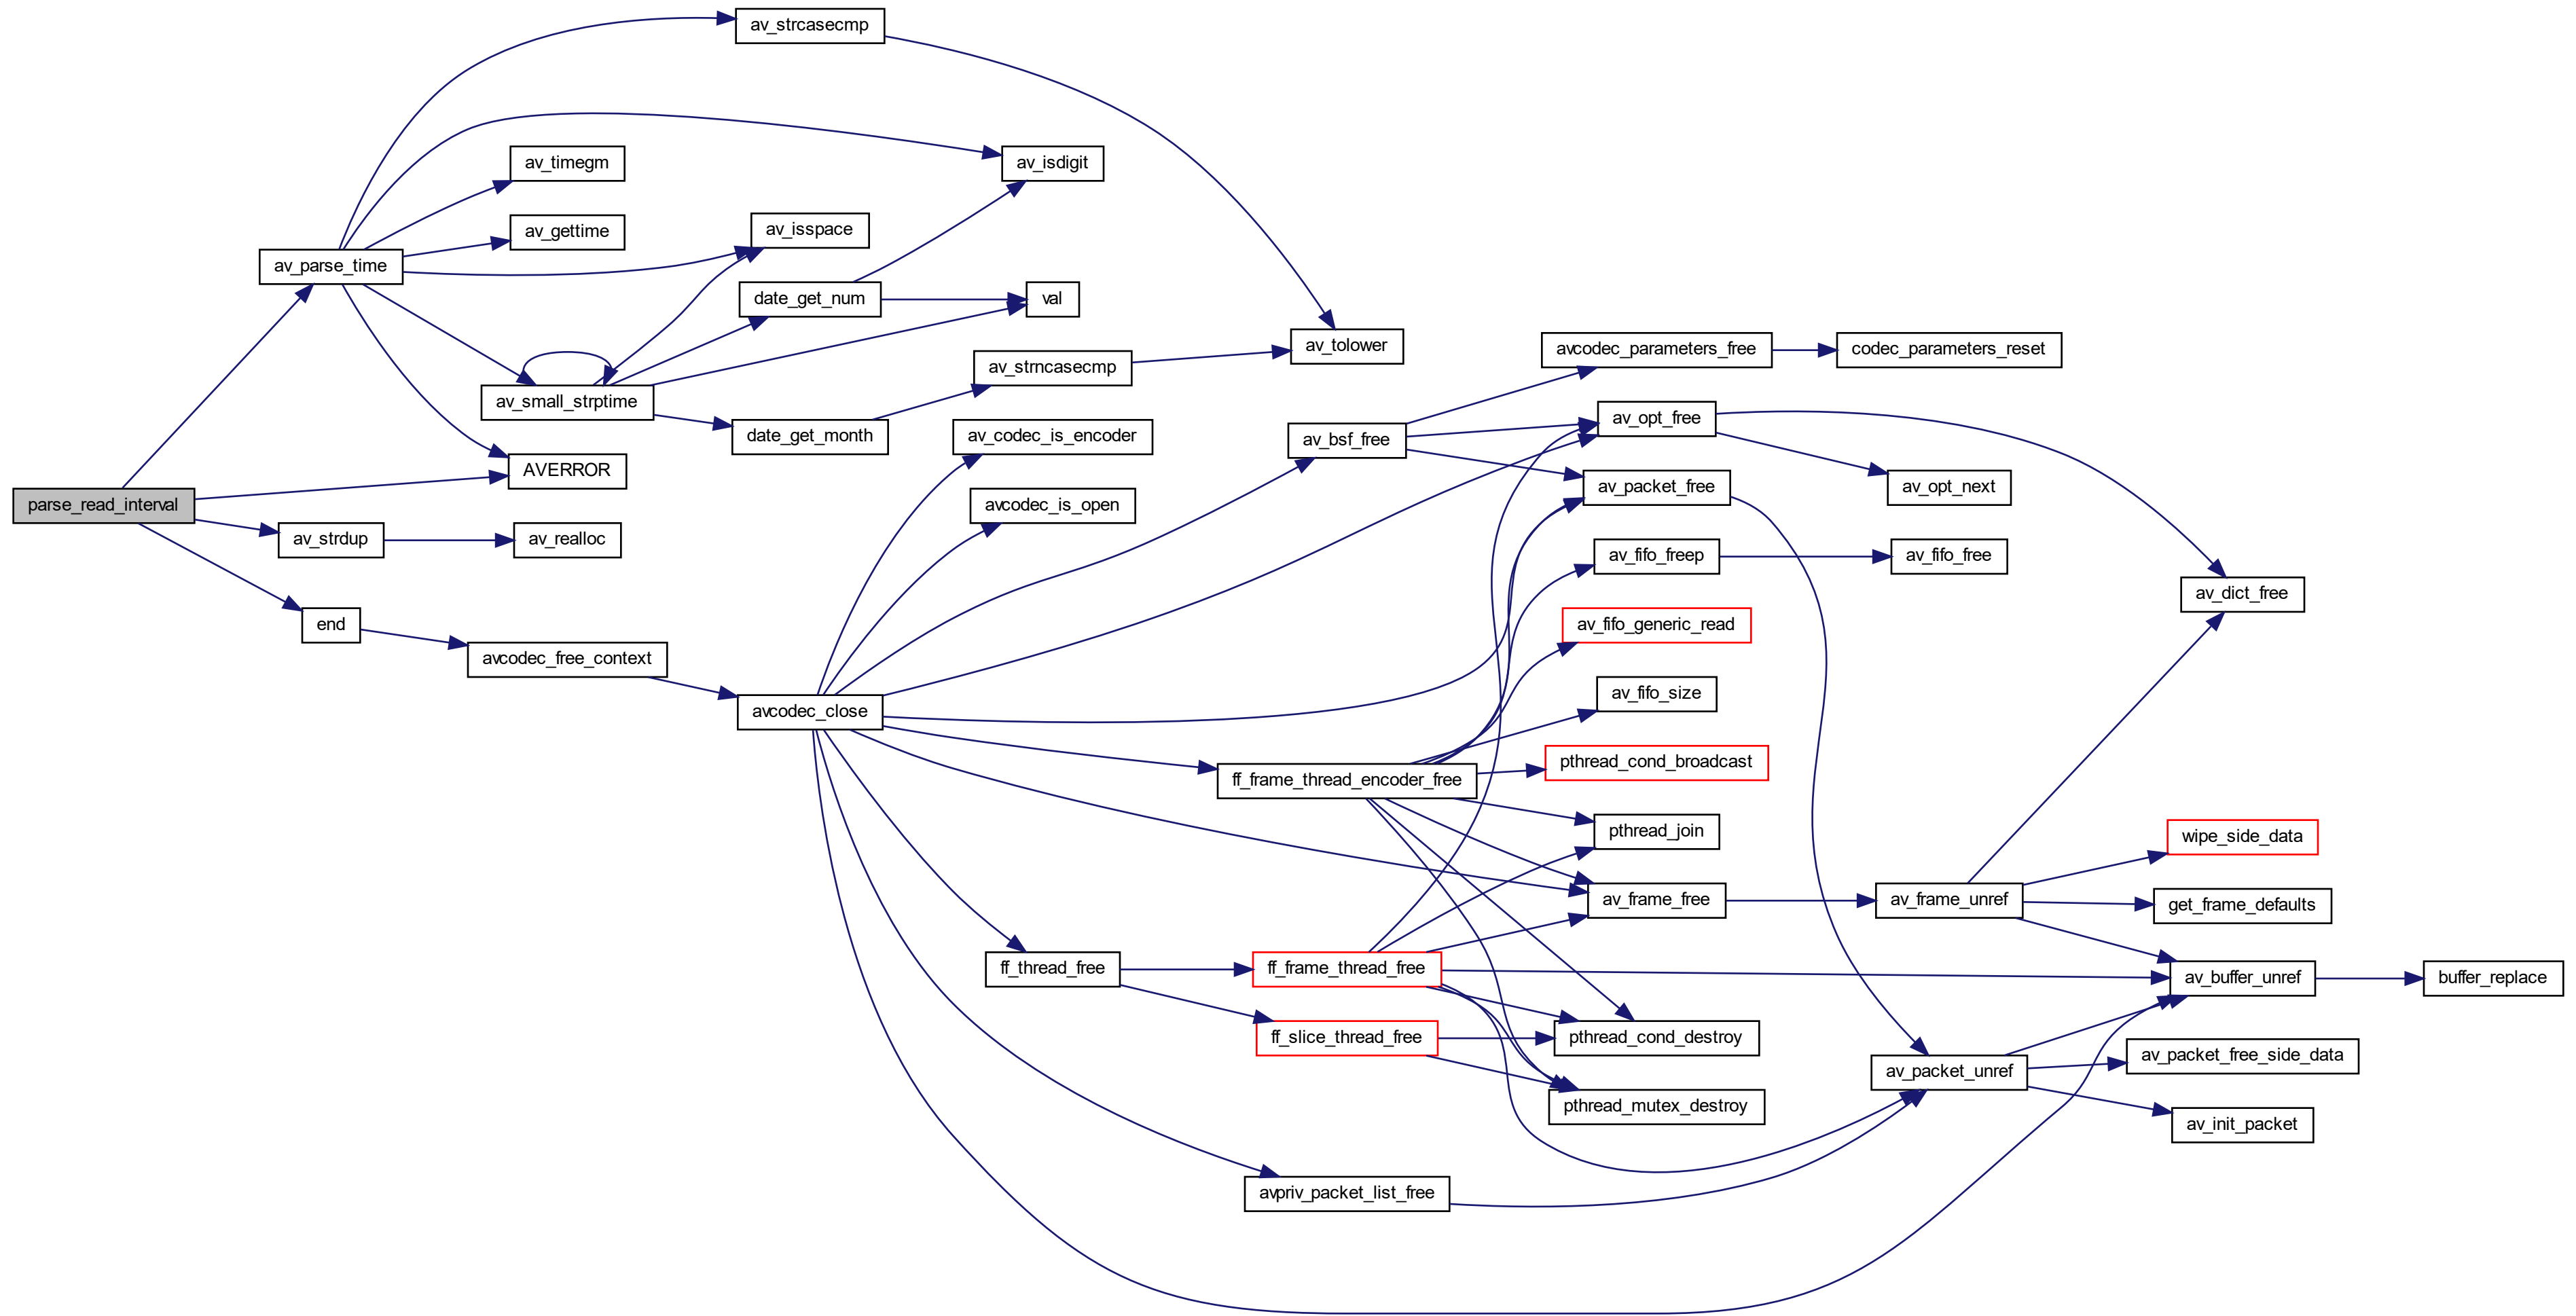 parse_read_interval
av_parse_time
av_strdup
end
av_timegm
av_gettime
av_small_strptime
AVERROR
av_realloc
avcodec_free_context
av_strcasecmp
av_isspace
date_get_num
date_get_month
avcodec_close
av_isdigit
val
av_strncasecmp
av_codec_is_encoder
avcodec_is_open
ff_thread_free
av_tolower
av_bsf_free
ff_frame_thread_encoder_free
ff_frame_thread_free
ff_slice_thread_free
avpriv_packet_list_free
avcodec_parameters_free
av_opt_free
av_packet_free
av_fifo_freep
av_fifo_generic_read
av_fifo_size
pthread_cond_broadcast
pthread_join
av_frame_free
pthread_cond_destroy
pthread_mutex_destroy
codec_parameters_reset
av_opt_next
av_fifo_free
av_frame_unref
av_packet_unref
av_dict_free
wipe_side_data
get_frame_defaults
av_buffer_unref
av_packet_free_side_data
av_init_packet
buffer_replace